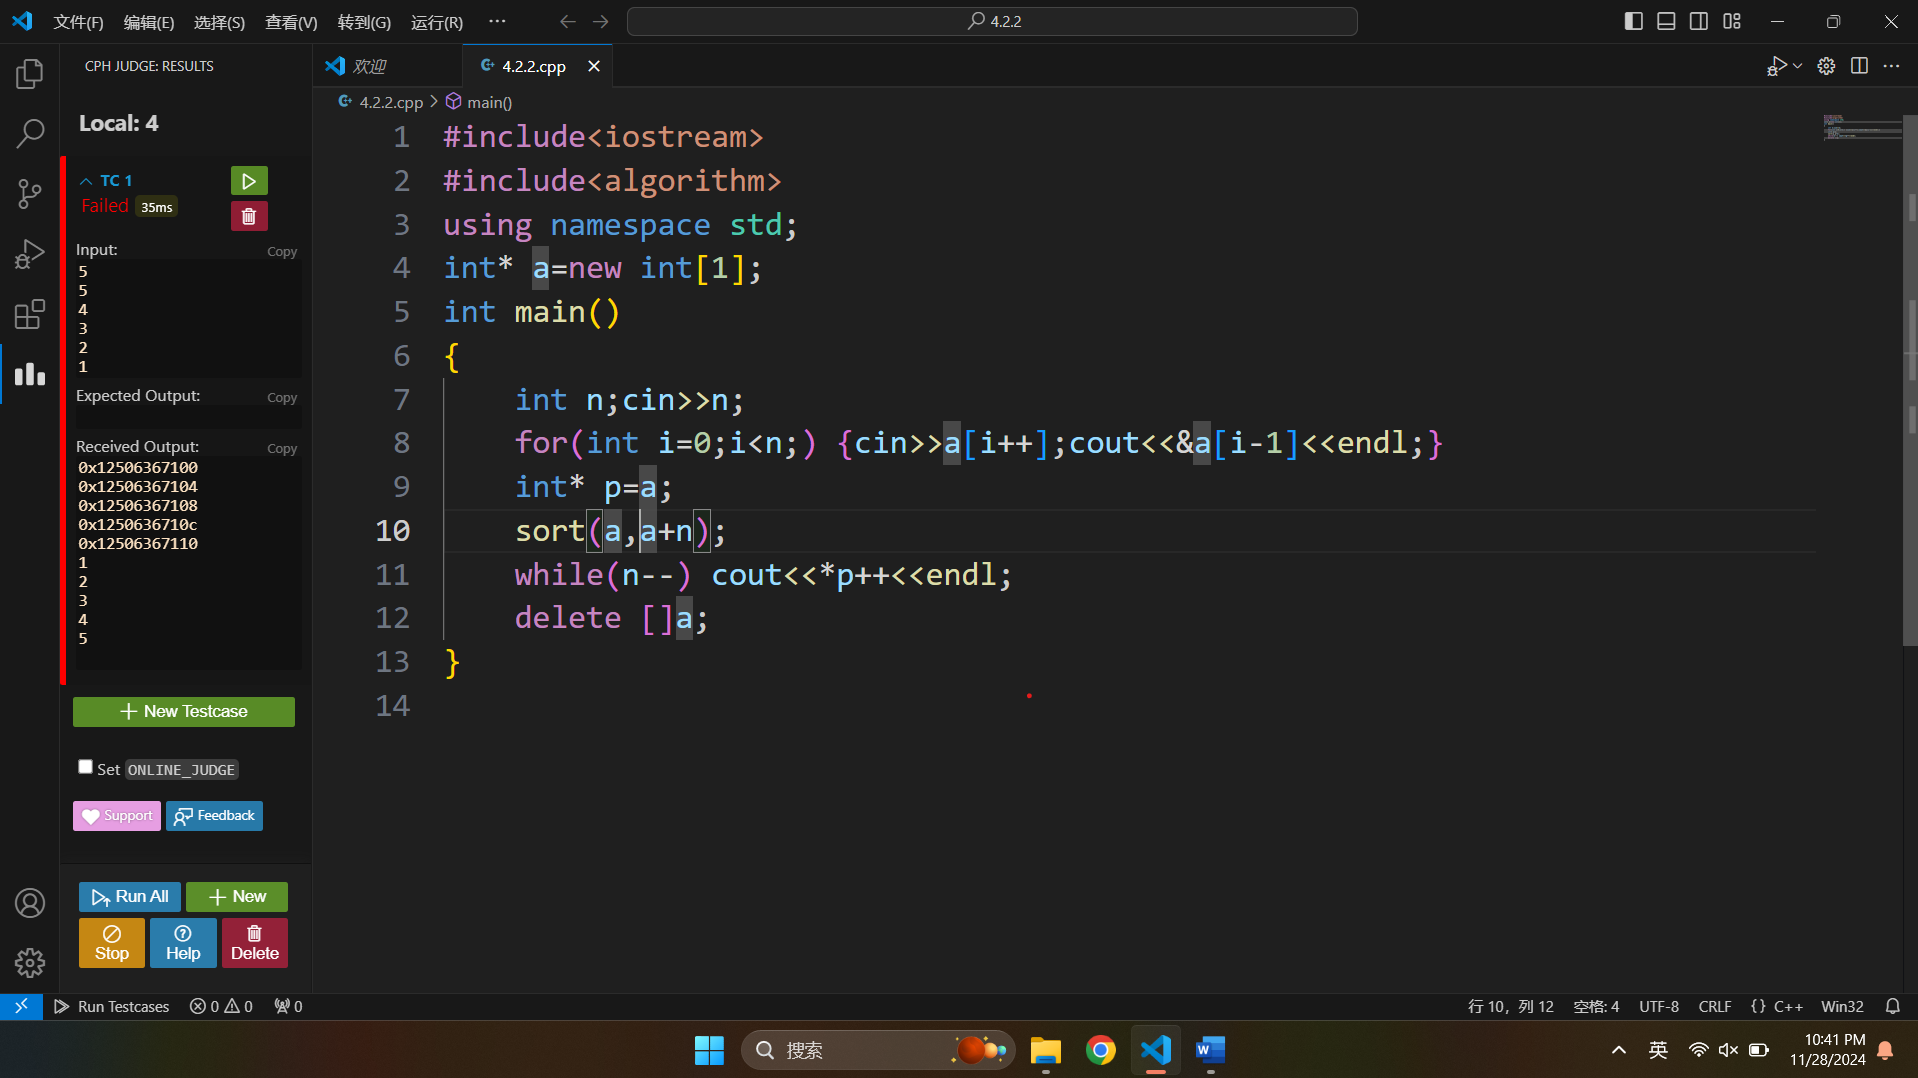 文件(F) 编辑(E) 选择(S) 查看(V) 转到(G) 运行(R) ··· 4.2.2
CPH JUDGE: RESULTS
Local: 4
TC 1
Failed 35ms
Input: Copy
5
5
4
3
2
1
Expected Output: Copy
Received Output: Copy
0x12506367100
0x12506367104
0x12506367108
0x1250636710c
0x12506367110
1
2
3
4
5
New Testcase
Set ONLINE_JUDGE
Support Feedback
Run All New
Stop Help Delete
欢迎 4.2.2.cpp
4.2.2.cpp > main()
1 #include<iostream>
2 #include<algorithm>
3 using namespace std;
4 int* a=new int[1];
5 int main()
6 {
7 int n;cin>>n;
8 for(int i=0;i<n;) {cin>>a[i++];cout<<&a[i-1]<<endl;}
9 int* p=a;
10 sort(a,a+n);
11 while(n--) cout<<*p++<<endl;
12 delete []a;
13 }
14
Run Testcases 0 0 0 行 10，列 12 空格: 4 UTF-8 CRLF {} C++ Win32
搜索 W 英 10:41 PM
11/28/2024